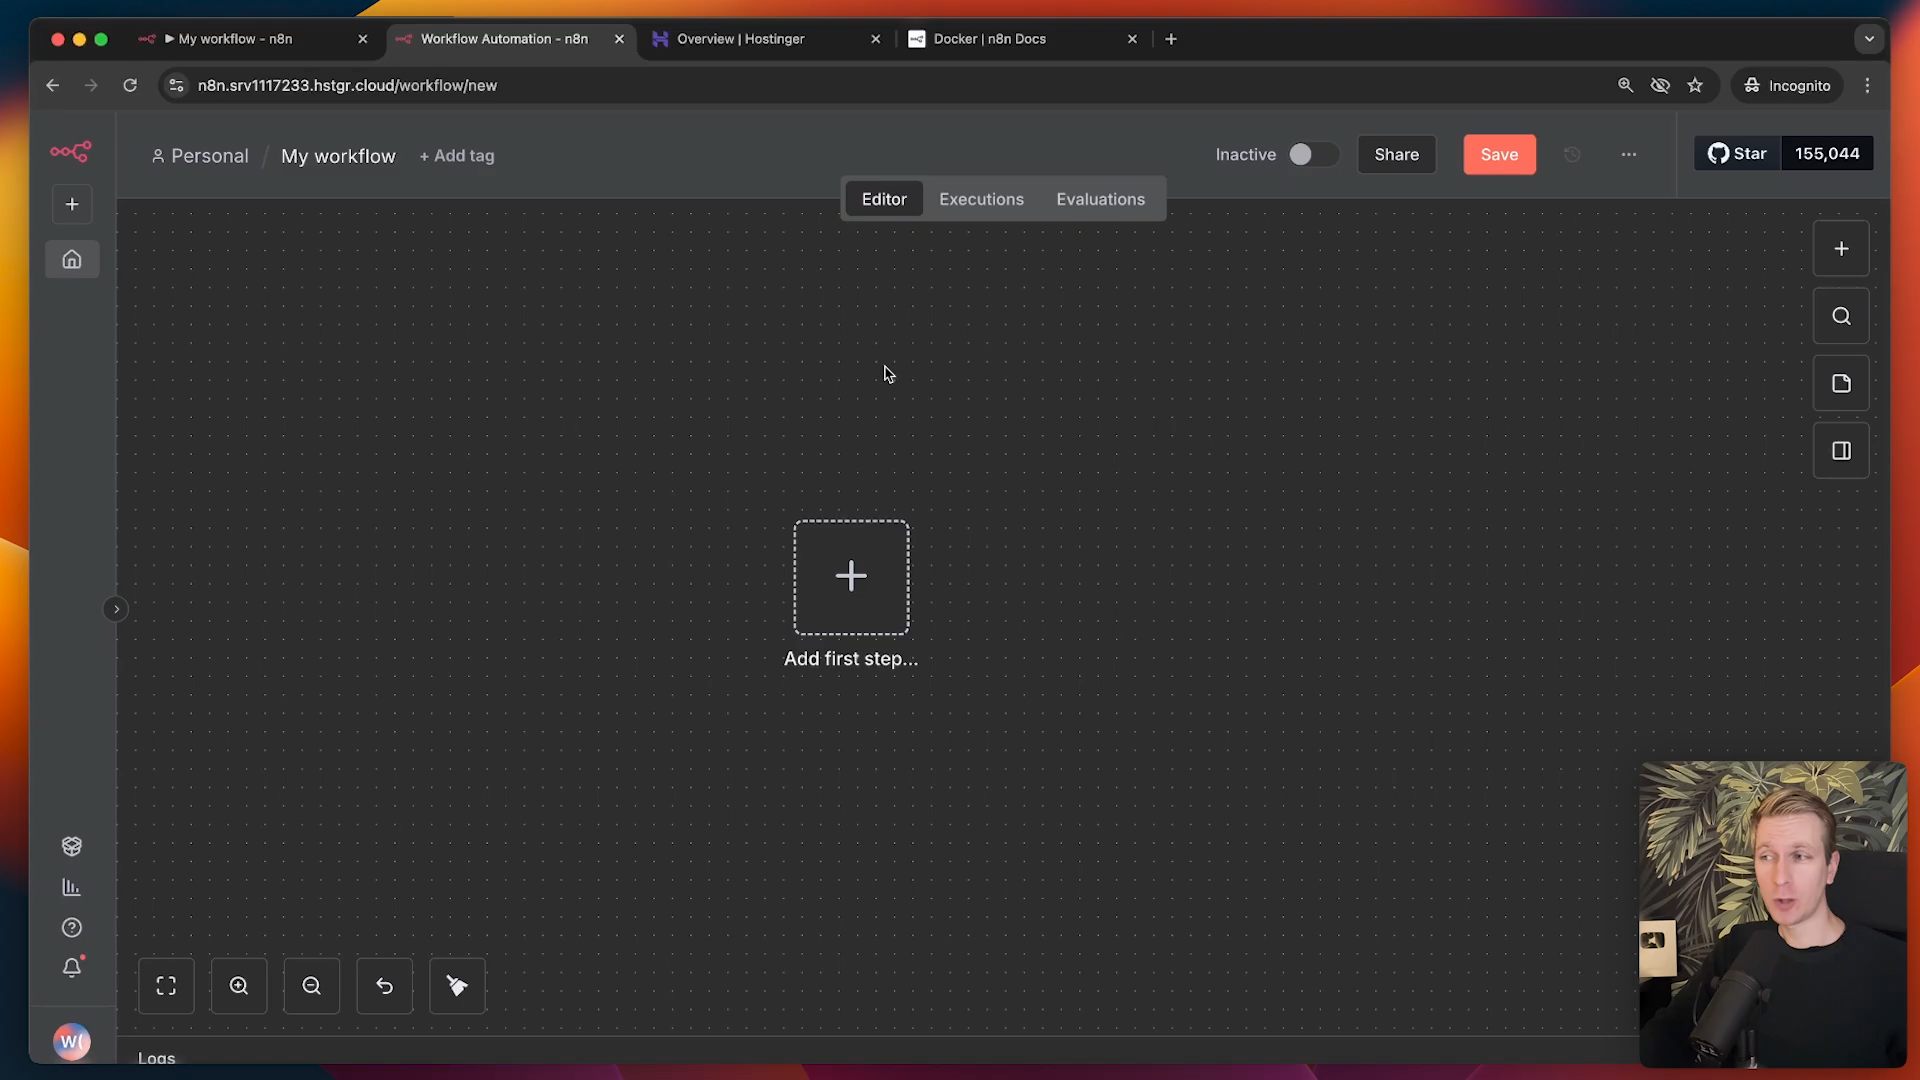 My workflow - n8n
Workflow Automation - n8n
Overview | Hostinger
Docker | n8n Docs
n8n.srv1117233.hstgr.cloud/workflow/new
Incognito
Personal / My workflow + Add tag
Inactive
Share
Save
Star 155,044
Editor
Executions
Evaluations
Add first step...
W(
Logs